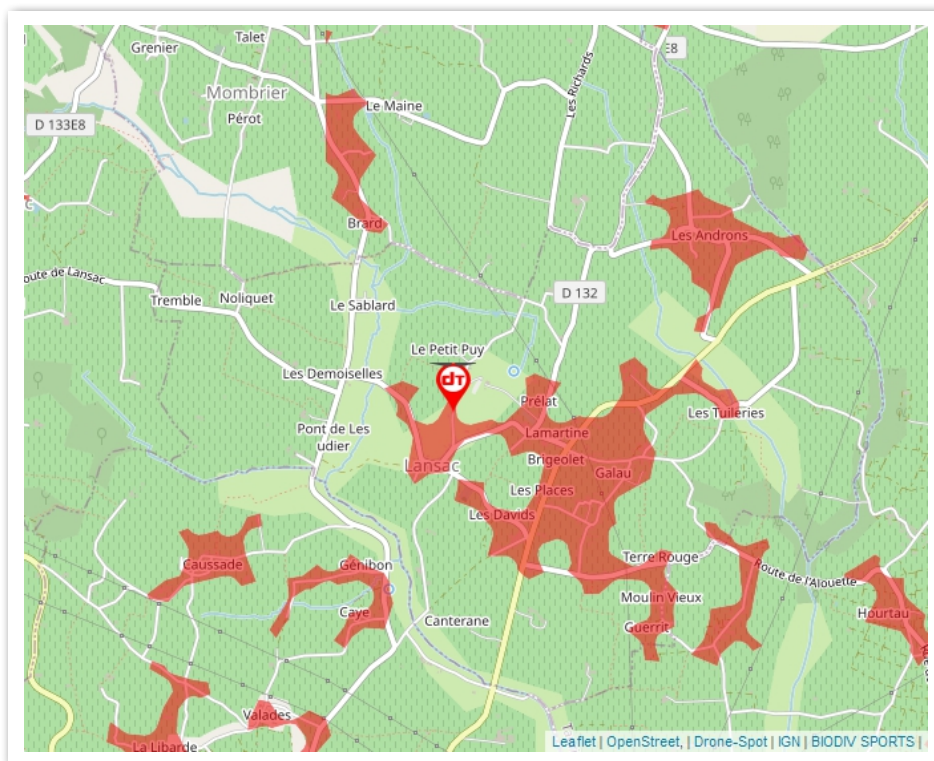 Talet
Grenier
E8
Mombrier
Le Maine
Pérot
D 133E8
Les Richards
Brard
Les Androns
oute de Lansac
Tremble
Noliquet
D 132
Le Sablard
Le Petit Puy
Les Demoiselles
DT
Prélat
Les Tuileries
Pont de Les
udier
Lamartine
Lansac
Brigeolet
Galau
Les Places
Les Davids
Caussade
Génibon
Terre Rouge
Route de l'Alouette
Moulin Vieux
Caye
Canterane
Guerrit
Hourtau
Valades
La Libarde
Leaflet | OpenStreet, | Drone-Spot | IGN | BIODIV SPORTS |